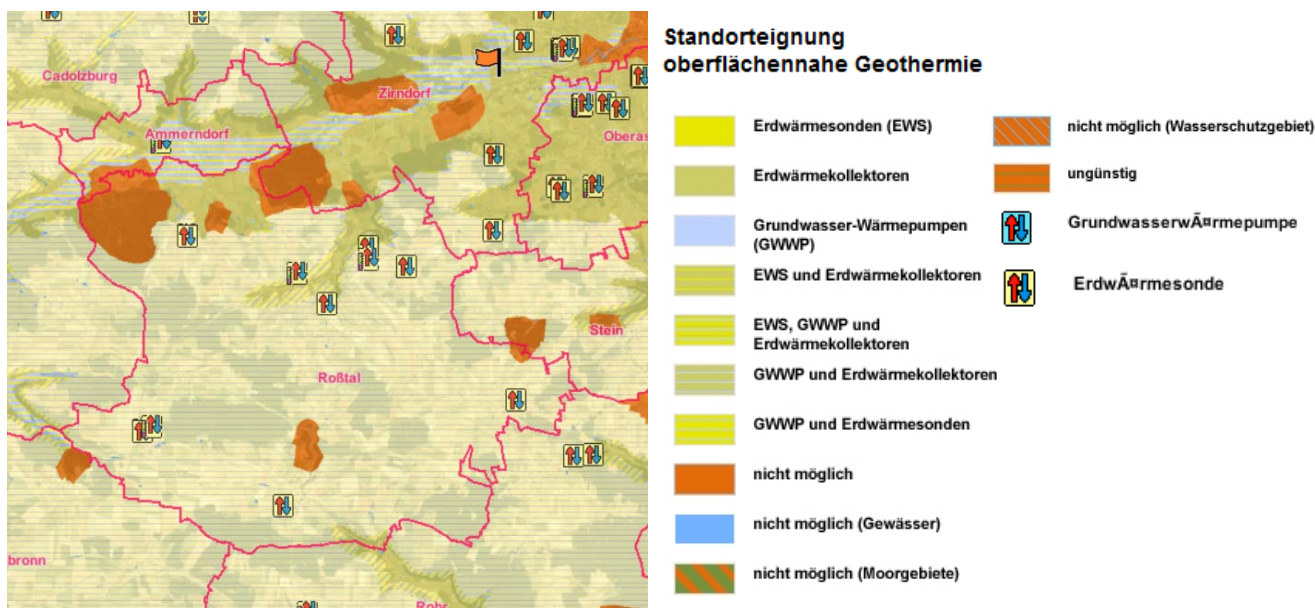 Cadolzburg
Zirndorf
Ammerndorf
Oberas
Stein
Roßtal
bronn
Rohr
Standorteignung
oberflächennahe Geothermie
Erdwärmesonden (EWS)
Erdwärmekollektoren
Grundwasser-Wärmepumpen
(GWWP)
EWS und Erdwärmekollektoren
EWS, GWWP und
Erdwärmekollektoren
GWWP und Erdwärmekollektoren
GWWP und Erdwärmesonden
nicht möglich
nicht möglich (Gewässer)
nicht möglich (Moorgebiete)
nicht möglich (Wasserschutzgebiet)
ungünstig
GrundwasserwÃ¤rmepumpe
ErdwÃ¤rmesonde